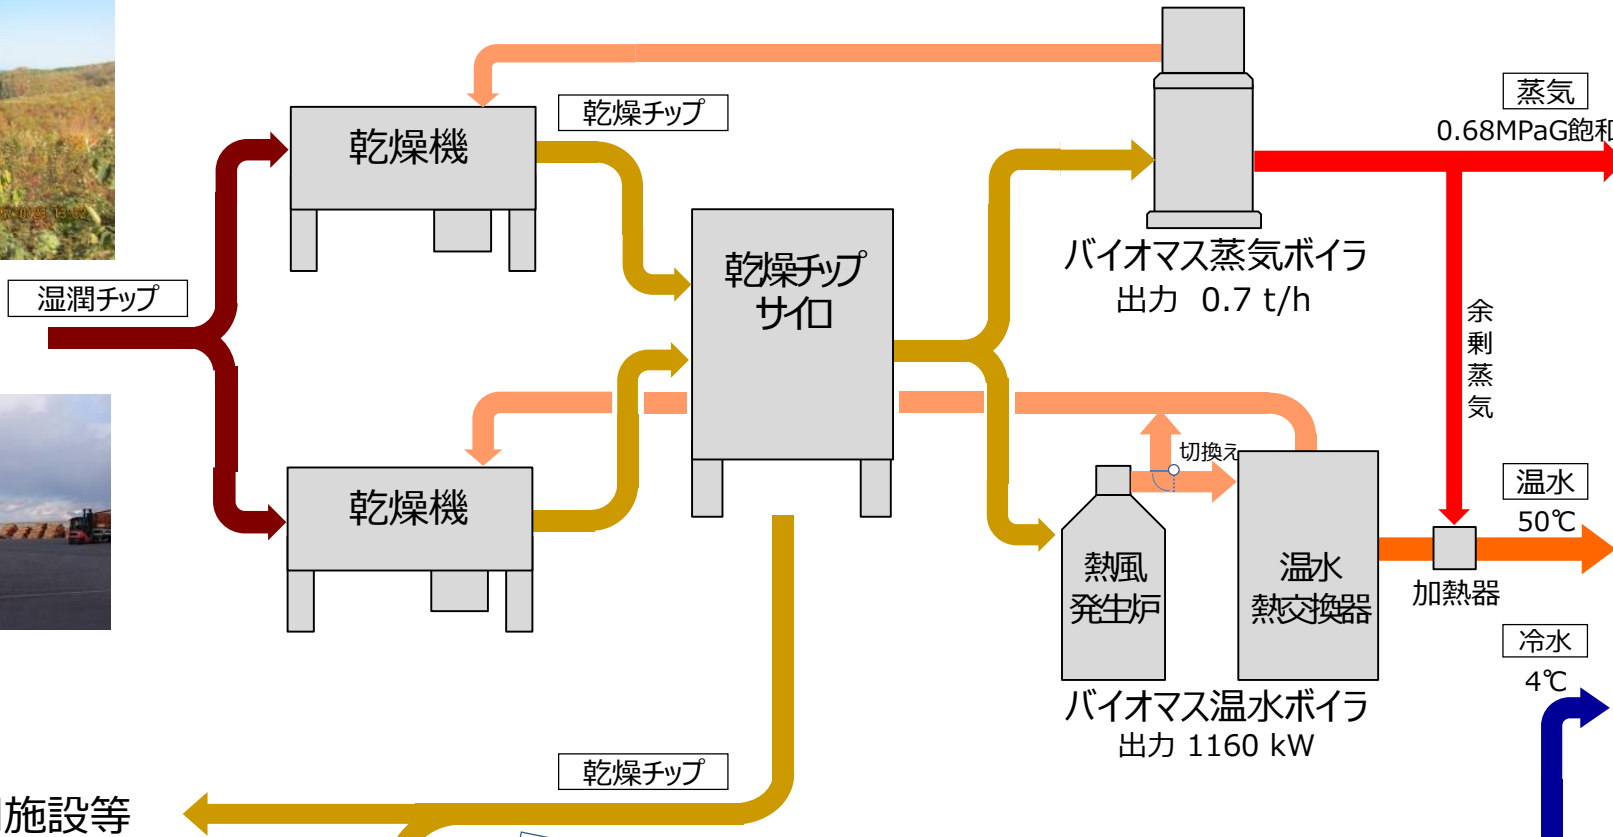 乾燥チップ
乾燥機
蒸気
0.68MPaG飽和
湿潤チップ
乾燥チップ
サイロ
バイオマス蒸気ボイラ
出力 0.7 t/h
余剰蒸気
切換え
乾燥機
温水
50℃
熱風
発生炉
温水
熱交換器
加熱器
冷水
4℃
バイオマス温水ボイラ
出力 1160 kW
乾燥チップ
施設等